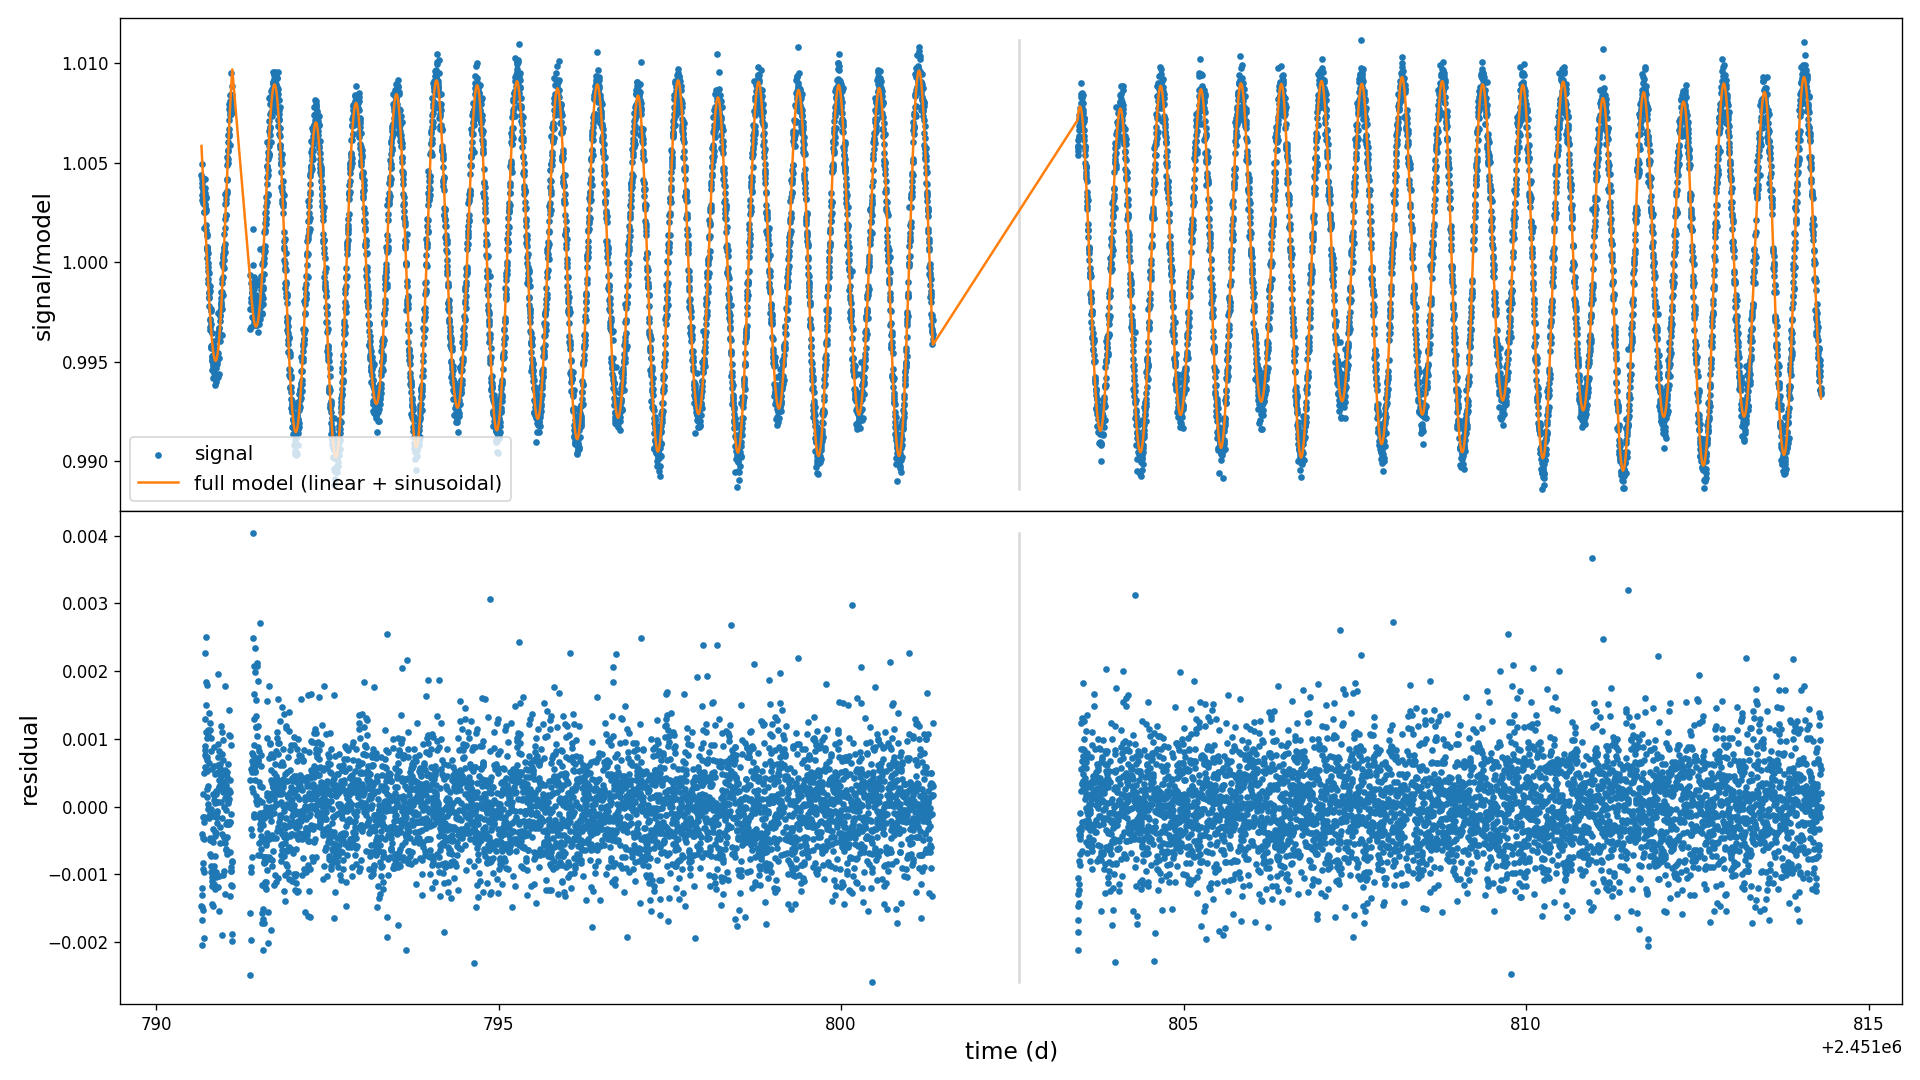 signal/model
1.010
1.005
1.000
0.995
0.990
signal
full model (linear + sinusoidal)
residual
0.004
0.003
0.002
0.001
0.000
−0.001
−0.002
790 795 800 805 810 815
time (d)
+2.451e6